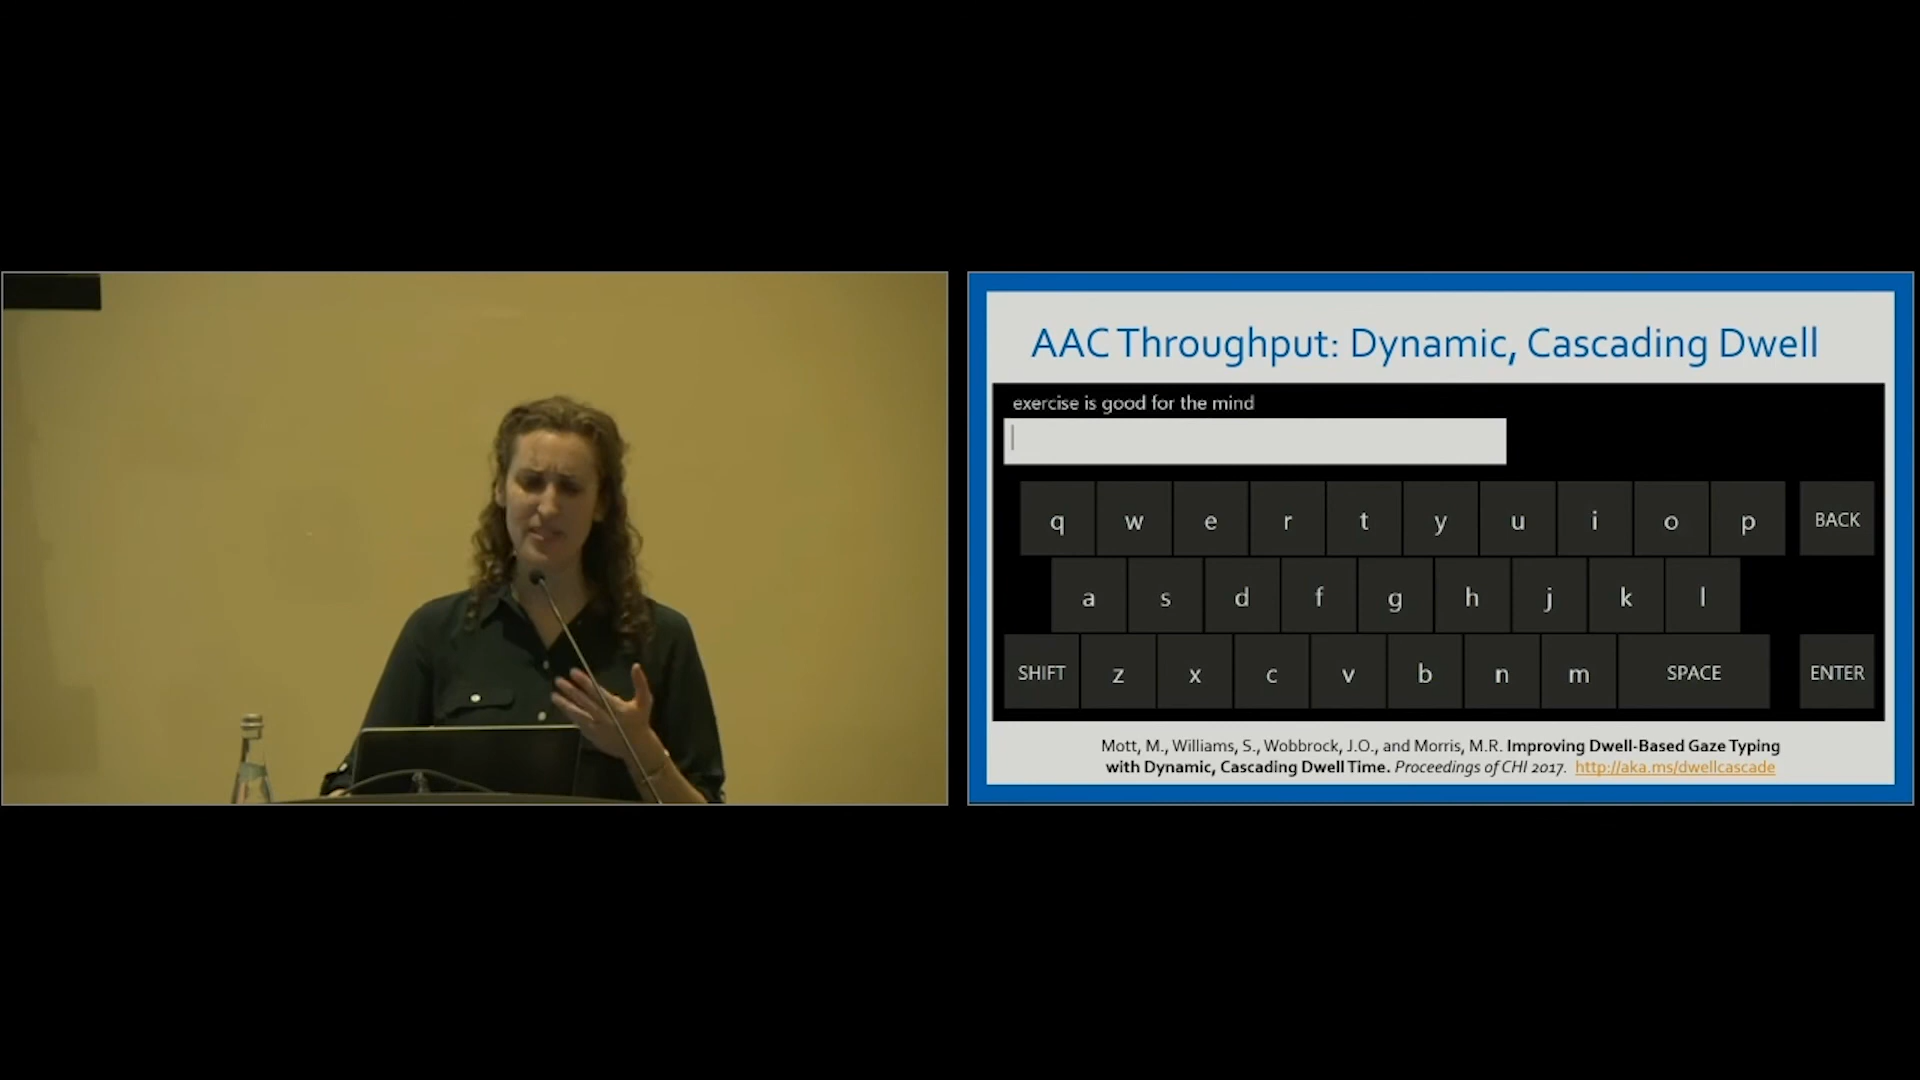 AAC Throughput: Dynamic, Cascading Dwell
exercise is good for the mind
q w e r t y u i o p BACK
a s d f g h j k l
SHIFT z x c v b n m SPACE ENTER
Mott, M., Williams, S., Wobbrock, J.O., and Morris, M.R. Improving Dwell-Based Gaze Typing
with Dynamic, Cascading Dwell Time. Proceedings of CHI 2017. http://aka.ms/dwellcascade